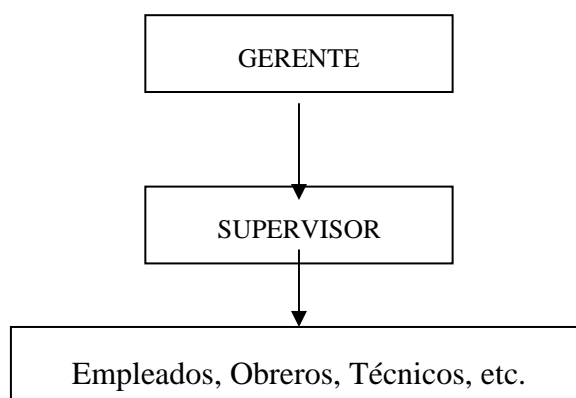 GERENTE
SUPERVISOR
Empleados, Obreros, Técnicos, etc.